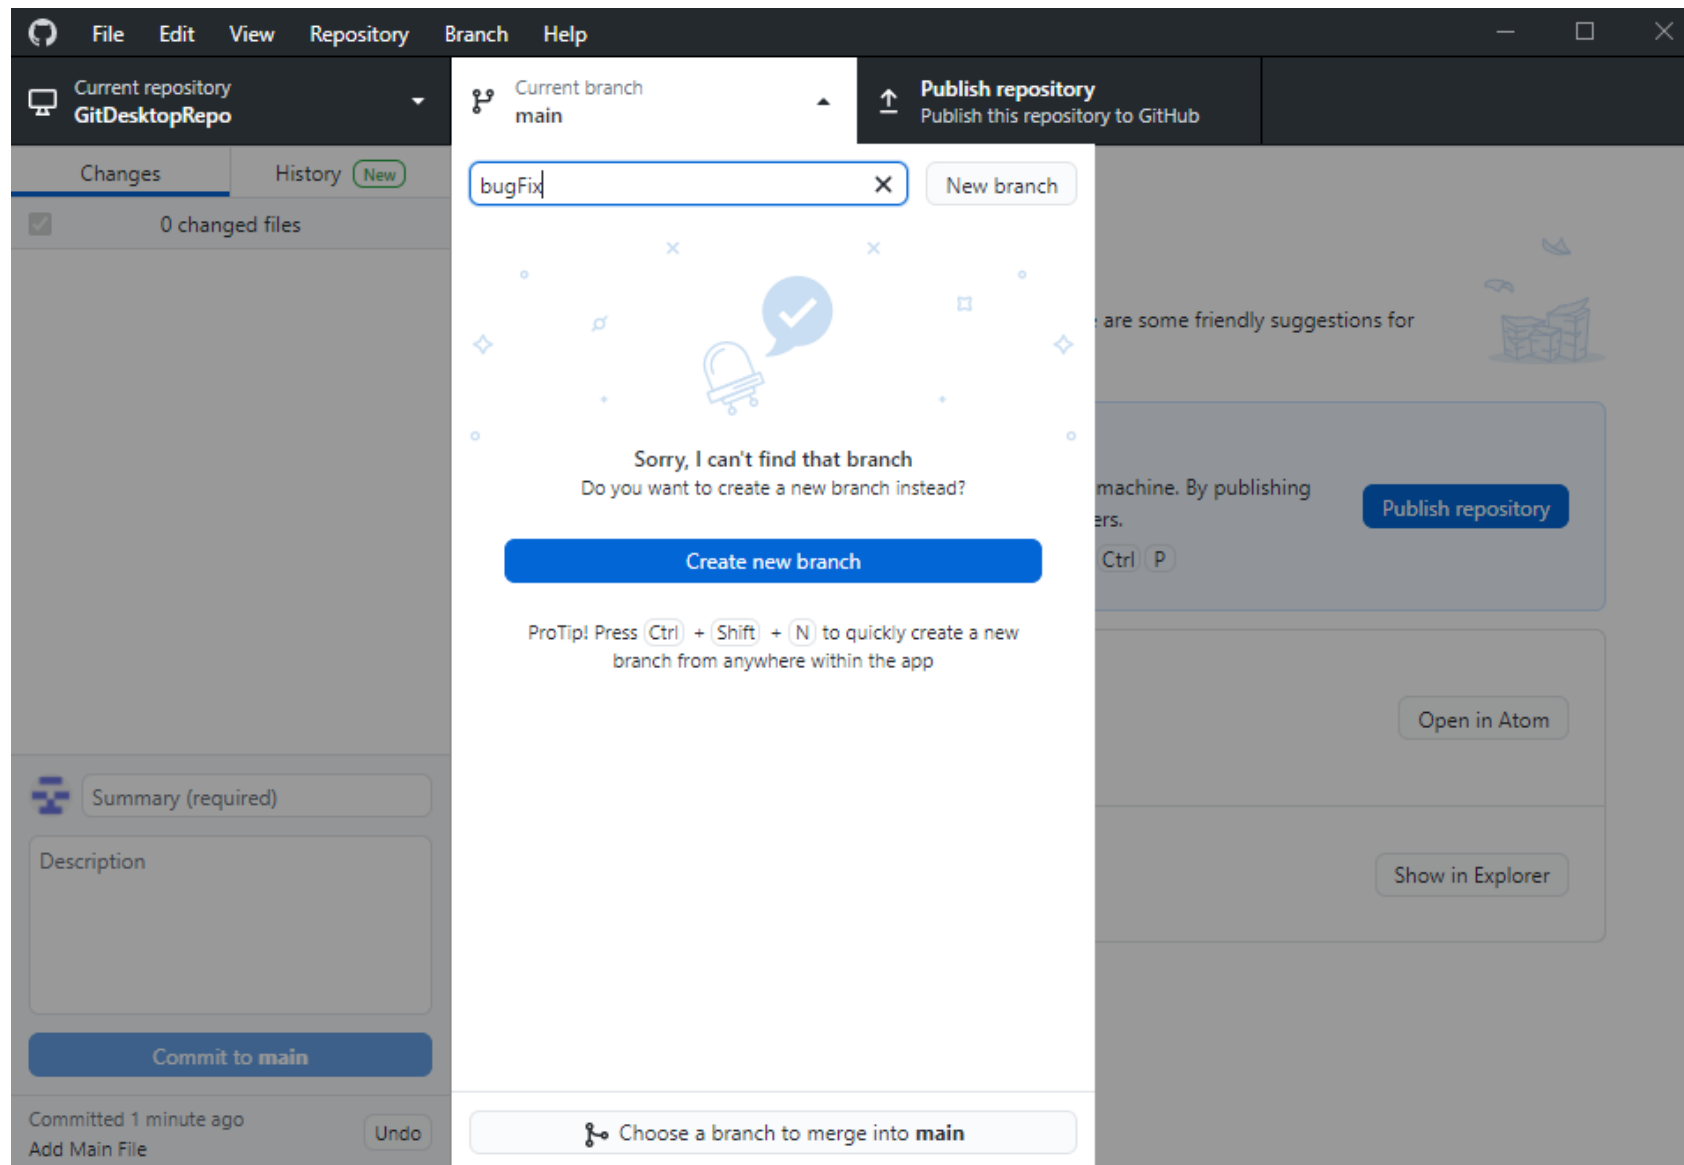 File Edit View Repository Branch Help
Current repository
GitDesktopRepo
Current branch
main
Publish repository
Publish this repository to GitHub
Changes
History New
0 changed files
bugFix
New branch
Sorry, I can't find that branch
Do you want to create a new branch instead?
Create new branch
ProTip! Press Ctrl + Shift + N to quickly create a new
branch from anywhere within the app
are some friendly suggestions for
machine. By publishing
ers.
Publish repository
Ctrl P
Open in Atom
Show in Explorer
Summary (required)
Description
Commit to main
Committed 1 minute ago
Add Main File
Undo
Choose a branch to merge into main